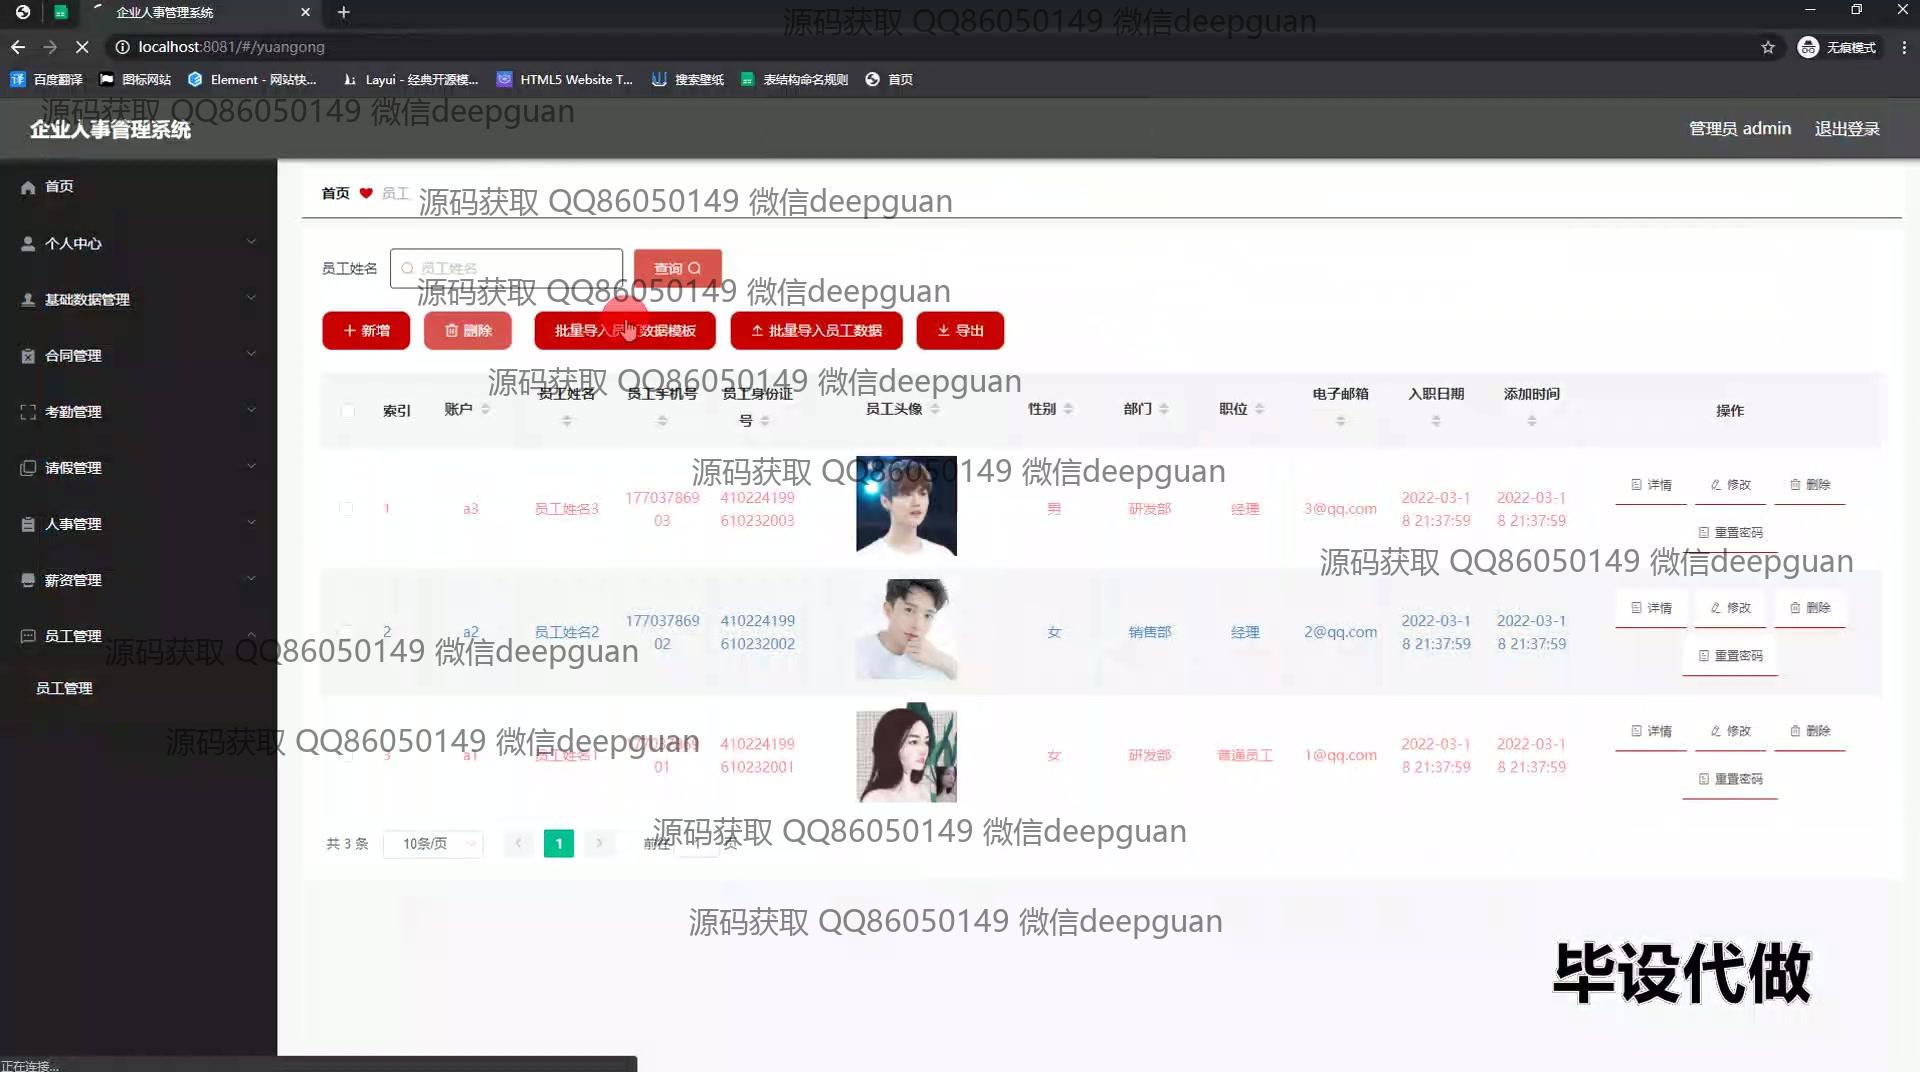 企业人事管理系统
源码获取 QQ86050149 微信deepguan
localhost:8081/#/yuangong
无痕模式
百度翻译
图标网站
Element - 网站快...
Layui - 经典开源模...
HTML5 Website T...
搜索壁纸
表结构命名规则
首页
源码获取 QQ86050149 微信deepguan
企业人事管理系统
管理员 admin
退出登录
首页
个人中心
基础数据管理
合同管理
考勤管理
请假管理
人事管理
薪资管理
员工管理
员工管理
首页 员工
源码获取 QQ86050149 微信deepguan
员工姓名 员工姓名 查询
源码获取 QQ86050149 微信deepguan
新增 删除 批量导入员工数据模板 批量导入员工数据 导出
源码获取 QQ86050149 微信deepguan
索引 账户 员工姓名 员工手机号 员工身份证号 员工头像 性别 部门 职位 电子邮箱 入职日期 添加时间 操作
源码获取 QQ86050149 微信deepguan
1 a3 员工姓名3 17703786903 410224199610232003 男 研发部 经理 3@qq.com 2022-03-18 21:37:59 2022-03-18 21:37:59 详情 修改 删除
重置密码
源码获取 QQ86050149 微信deepguan
2 a2 员工姓名2 17703786902 410224199610232002 女 销售部 经理 2@qq.com 2022-03-18 21:37:59 2022-03-18 21:37:59 详情 修改 删除
重置密码
源码获取 QQ86050149 微信deepguan
源码获取 QQ86050149 微信deepguan
3 a1 员工姓名1 17703786901 410224199610232001 女 研发部 普通员工 1@qq.com 2022-03-18 21:37:59 2022-03-18 21:37:59 详情 修改 删除
重置密码
共 3 条 10条/页 1 前往 1 页
源码获取 QQ86050149 微信deepguan
源码获取 QQ86050149 微信deepguan
毕设代做
正在连接...